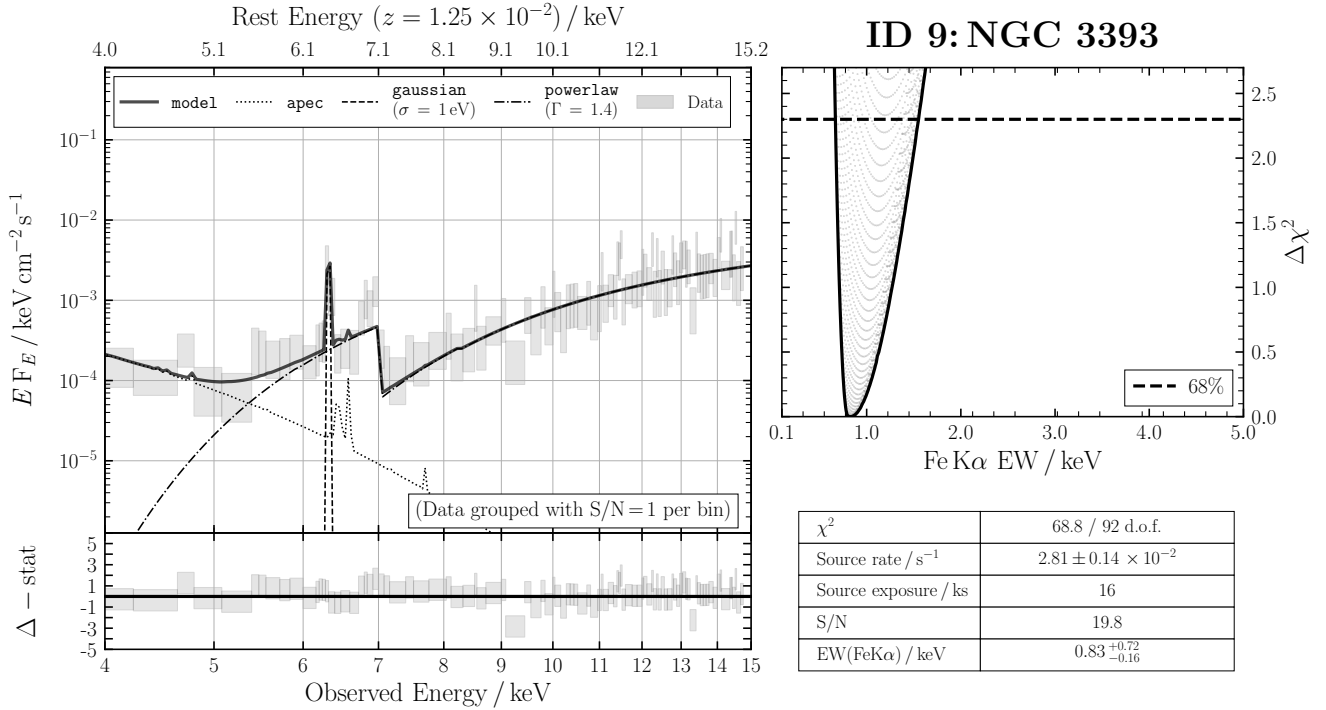 Rest Energy (z = 1.25 × 10⁻²) / keV
4.0 5.1 6.1 7.1 8.1 9.1 10.1 12.1 15.2
model apec gaussian (σ = 1 eV) powerlaw (Γ = 1.4) Data
E F_E / keV cm⁻² s⁻¹
10⁻¹
10⁻²
10⁻³
10⁻⁴
10⁻⁵
(Data grouped with S/N = 1 per bin)
Δ − stat
5
3
1
-1
-3
-5
4 5 6 7 8 9 10 11 12 13 14 15
Observed Energy / keV
ID 9: NGC 3393
2.5
2.0
1.5
1.0
0.5
0.0
Δχ²
68%
0.1 1.0 2.0 3.0 4.0 5.0
Fe Kα EW / keV
χ² 68.8 / 92 d.o.f.
Source rate / s⁻¹ 2.81 ± 0.14 × 10⁻²
Source exposure / ks 16
S/N 19.8
EW(FeKα) / keV 0.83 +0.72 −0.16